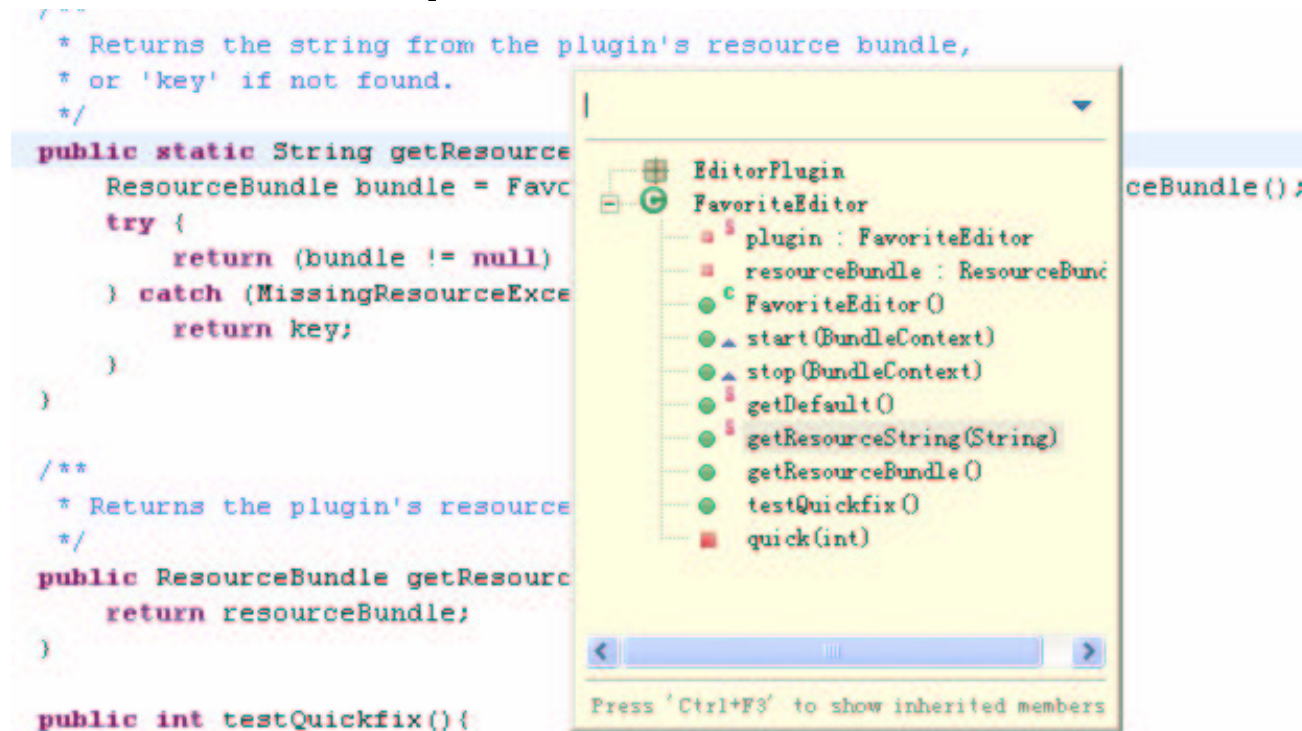 /**
* Returns the string from the plugin's resource bundle,
* or 'key' if not found.
*/
public static String getResource
ResourceBundle bundle = Favo
ceBundle();
try {
return (bundle != null)
} catch (MissingResourceExce
return key;
}
}
/**
* Returns the plugin's resource
*/
public ResourceBundle getResourc
return resourceBundle;
}
public int testQuickfix(){
EditorPlugin
FavoriteEditor
S plugin : FavoriteEditor
resourceBundle : ResourceBund
C FavoriteEditor()
start(BundleContext)
stop(BundleContext)
S getDefault()
S getResourceString(String)
getResourceBundle()
testQuickfix()
quick(int)
Press 'Ctrl+F3' to show inherited members